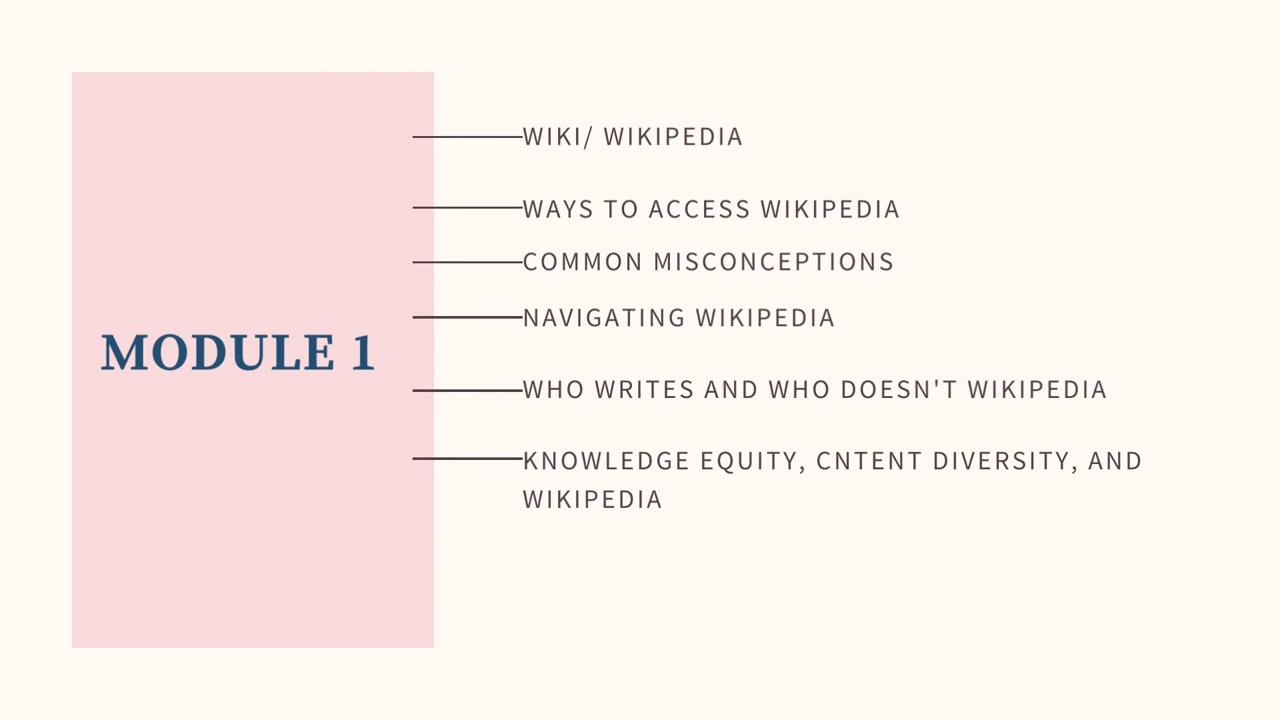 MODULE 1
WIKI/ WIKIPEDIA
WAYS TO ACCESS WIKIPEDIA
COMMON MISCONCEPTIONS
NAVIGATING WIKIPEDIA
WHO WRITES AND WHO DOESN'T WIKIPEDIA
KNOWLEDGE EQUITY, CNTENT DIVERSITY, AND
WIKIPEDIA